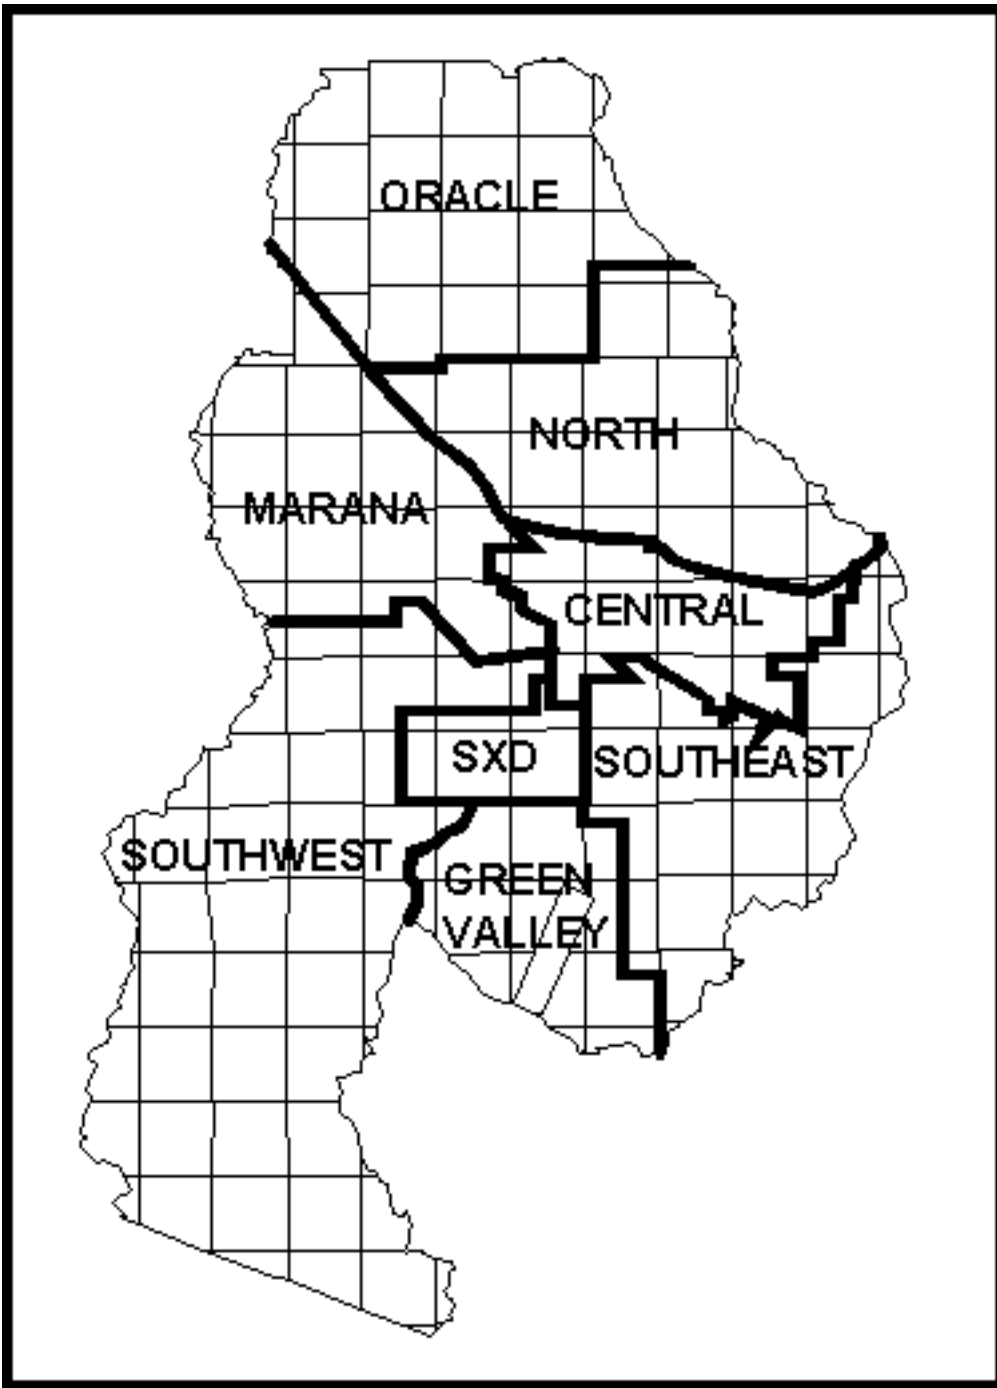 ORACLE
NORTH
MARANA
CENTRAL
SXD
SOUTHEAST
SOUTHWEST
GREEN
VALLEY